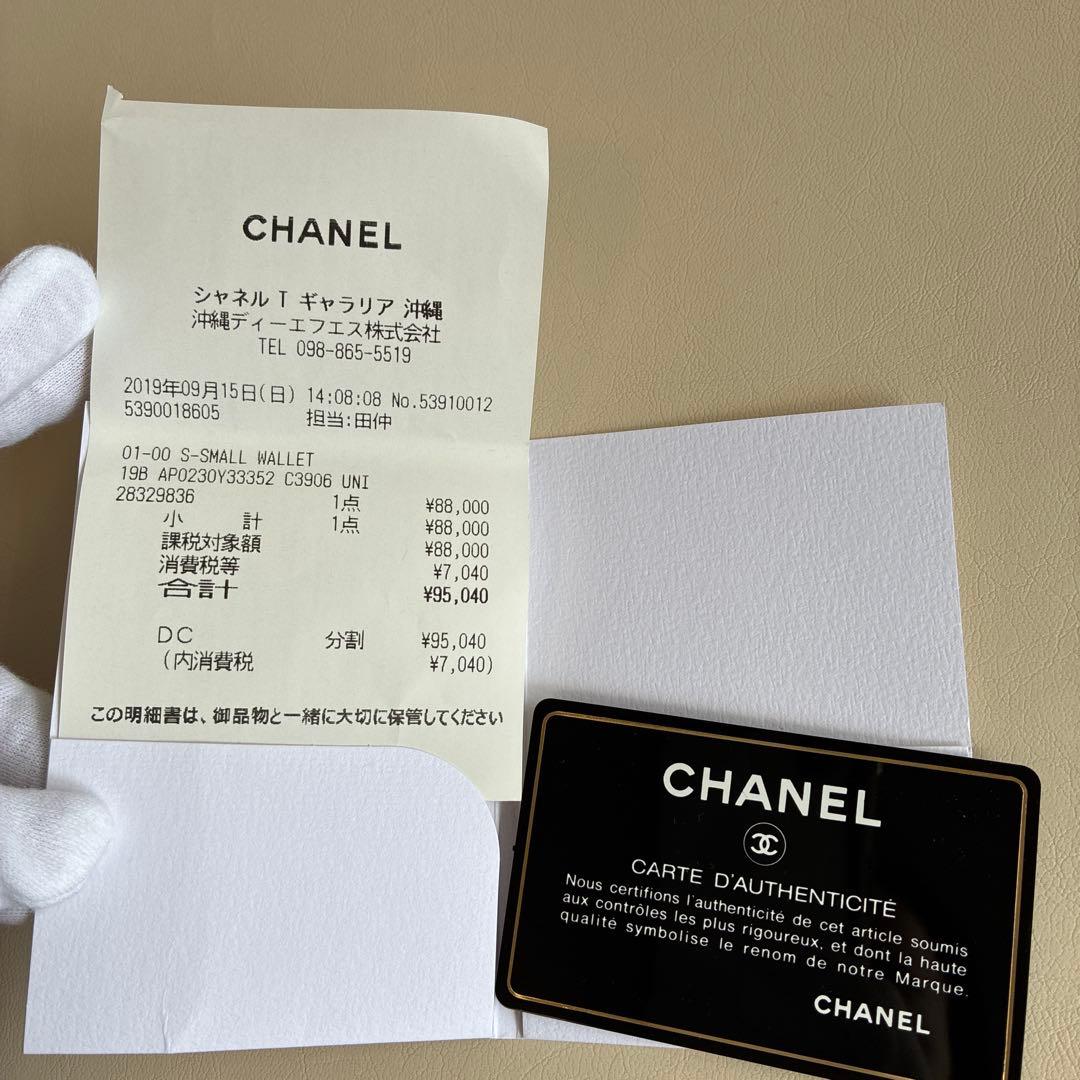 CHANEL
シャネル T ギャラリア 沖縄
沖縄ディーエフエス株式会社
TEL 098-865-5519
2019年09月15日(日) 14:08:08 No.53910012
5390018605 担当:田仲
01-00 S-SMALL WALLET
19B AP0230Y33352 C3906 UNI
28329836 1点 ¥88,000
小 計 1点 ¥88,000
課税対象額 ¥88,000
消費税等 ¥7,040
合計 ¥95,040
DC 分割 ¥95,040
(内消費税 ¥7,040)
この明細書は、御品物と一緒に大切に保管してください
CHANEL
CARTE D'AUTHENTICITÉ
Nous certifions l'authenticité de cet article soumis
aux contrôles les plus rigoureux, et dont la haute
qualité symbolise le renom de notre Marque.
CHANEL